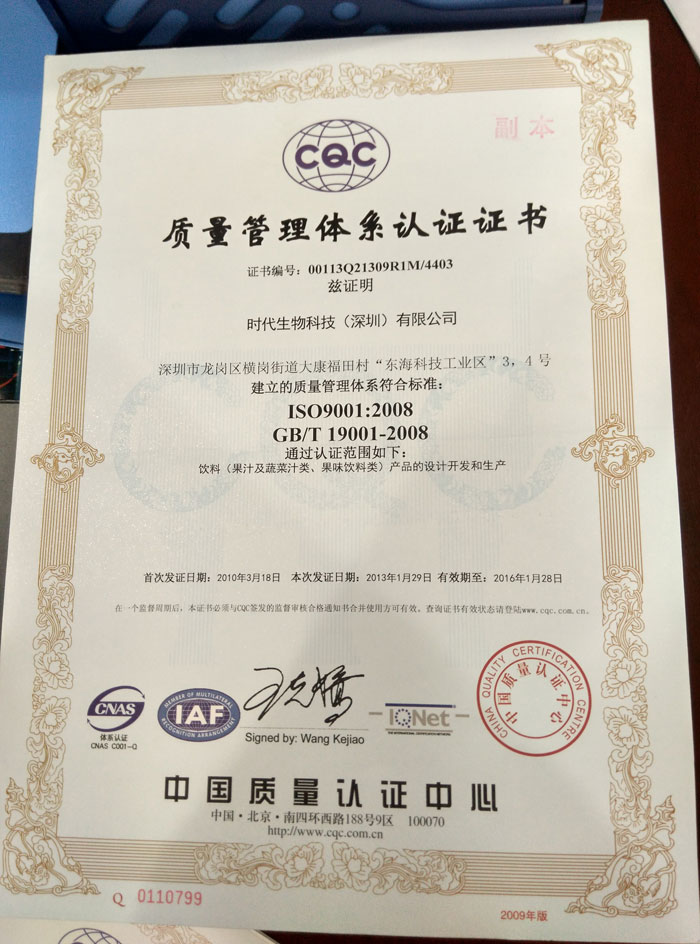 副本
CQC
质量管理体系认证证书
证书编号：00113Q21309R1M/4403
兹证明
时代生物科技（深圳）有限公司
深圳市龙岗区横岗街道大康福田村“东海科技工业区”3，4 号
建立的质量管理体系符合标准：
ISO9001:2008
GB/T 19001-2008
通过认证范围如下：
饮料（果汁及蔬菜汁类、果味饮料类）产品的设计开发和生产
首次发证日期：2010年3月18日 本次发证日期：2013年1月29日 有效期至：2016年1月28日
在一个监督周期后，本证书必须与CQC签发的监督审核合格通知书合并使用方可有效。查询证书有效状态请登陆www.cqc.com.cn。
CNAS
体系认证
CNAS C001-Q
MEMBER OF MULTILATERAL
IAF
RECOGNITION ARRANGEMENT
Signed by: Wang Kejiao
IQNet
THE INTERNATIONAL CERTIFICATION NETWORK
CHINA QUALITY CERTIFICATION CENTRE
中国质量认证中心
中国质量认证中心
中国·北京·南四环西路188号9区 100070
http://www.cqc.com.cn
Q 0110799
2009年版